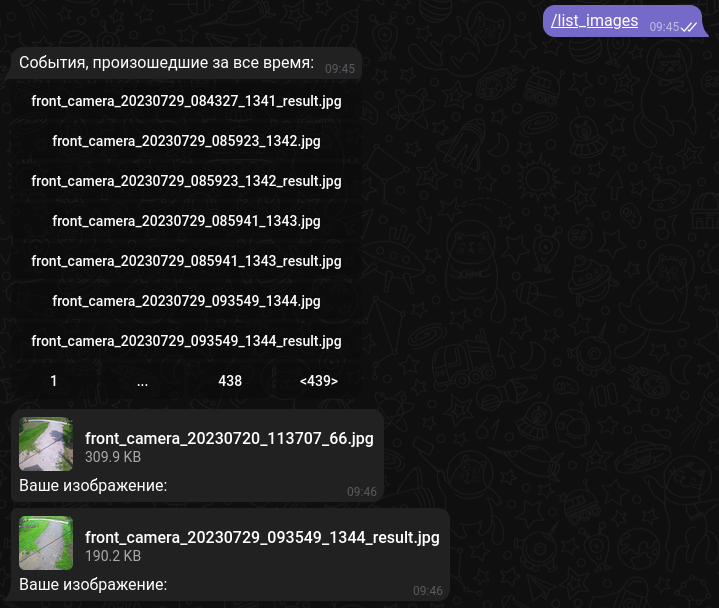 /list_images 09:45
События, произошедшие за все время: 09:45
front_camera_20230729_084327_1341_result.jpg
front_camera_20230729_085923_1342.jpg
front_camera_20230729_085923_1342_result.jpg
front_camera_20230729_085941_1343.jpg
front_camera_20230729_085941_1343_result.jpg
front_camera_20230729_093549_1344.jpg
front_camera_20230729_093549_1344_result.jpg
1 ... 438 <439>
front_camera_20230720_113707_66.jpg
309.9 KB
Ваше изображение: 09:46
front_camera_20230729_093549_1344_result.jpg
190.2 KB
Ваше изображение: 09:46